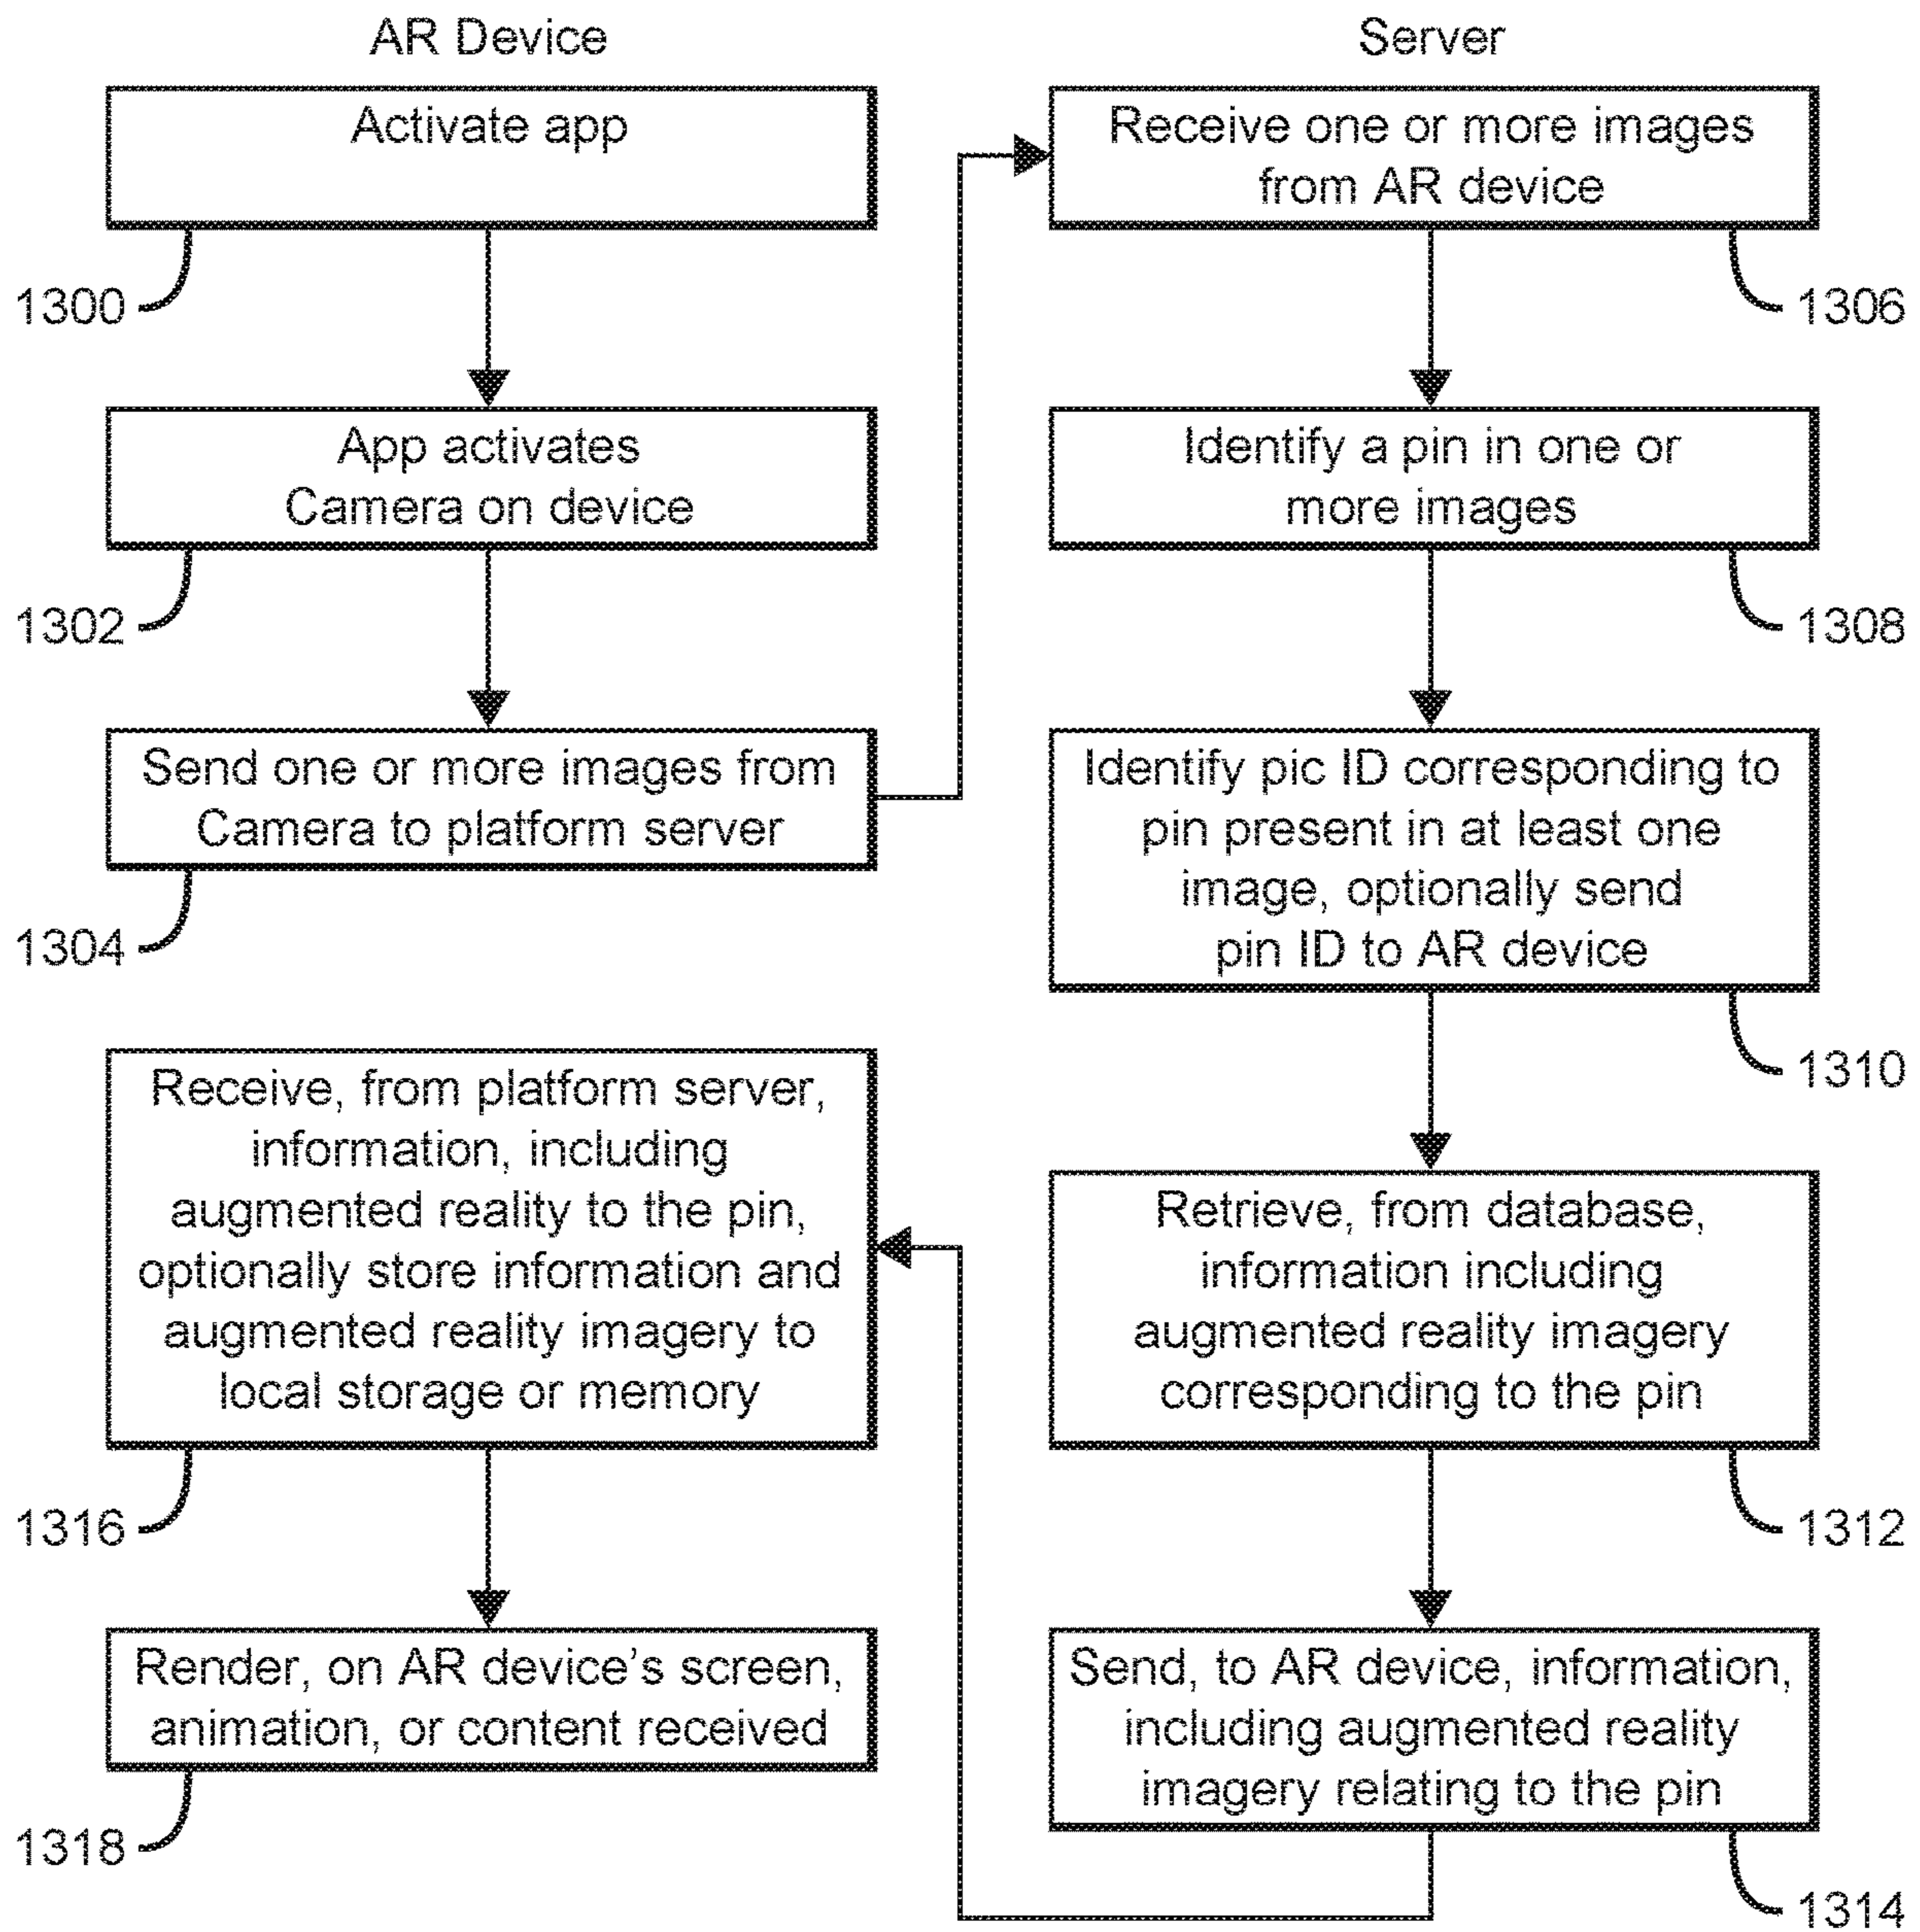 AR Device
Activate app
1300
App activates
Camera on device
1302
Send one or more images from
Camera to platform server
1304
Server
Receive one or more images
from AR device
1306
Identify a pin in one or
more images
1308
Identify pic ID corresponding to
pin present in at least one
image, optionally send
pin ID to AR device
1310
Retrieve, from database,
information including
augmented reality imagery
corresponding to the pin
1312
Send, to AR device, information,
including augmented reality
imagery relating to the pin
1314
Receive, from platform server,
information, including
augmented reality to the pin,
optionally store information and
augmented reality imagery to
local storage or memory
1316
Render, on AR device's screen,
animation, or content received
1318